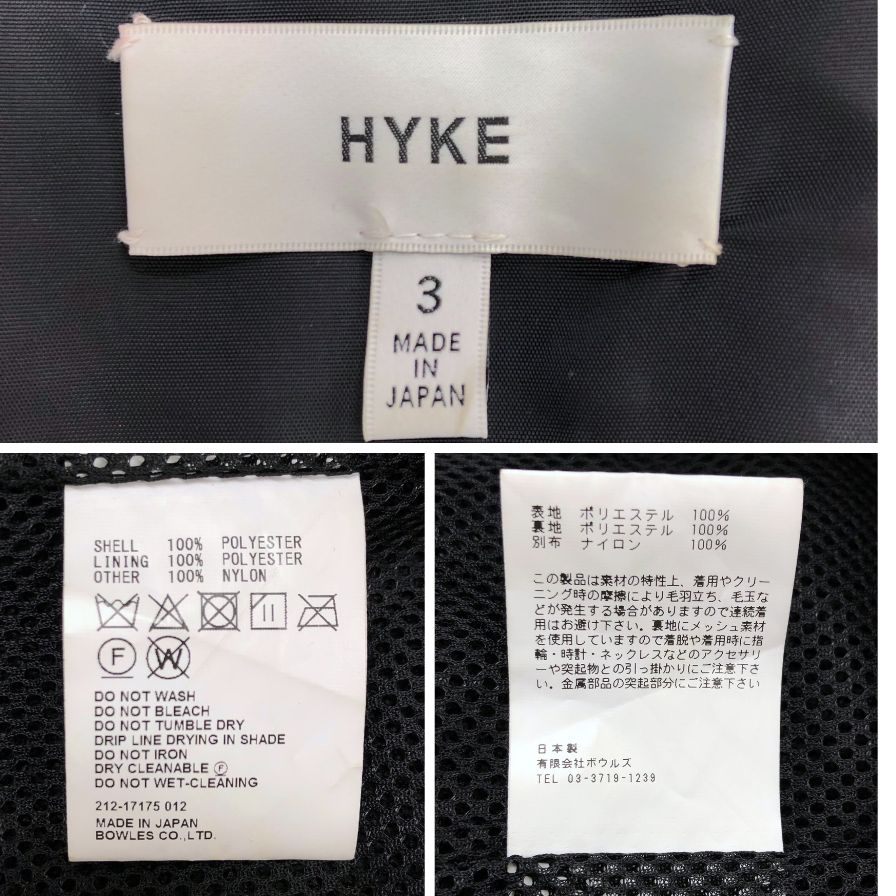 HYKE
3
MADE
IN
JAPAN
SHELL 100% POLYESTER
LINING 100% POLYESTER
OTHER 100% NYLON
F W
DO NOT WASH
DO NOT BLEACH
DO NOT TUMBLE DRY
DRIP LINE DRYING IN SHADE
DO NOT IRON
DRY CLEANABLE Ⓕ
DO NOT WET-CLEANING
212-17175 012
MADE IN JAPAN
BOWLES CO.,LTD.
表地 ポリエステル 100%
裏地 ポリエステル 100%
別布 ナイロン 100%
この製品は素材の特性上、着用やクリー
ニング時の摩擦により毛羽立ち、毛玉な
どが発生する場合がありますので連続着
用はお避け下さい。裏地にメッシュ素材
を使用していますので着脱や着用時に指
輪・時計・ネックレスなどのアクセサリ
ーや突起物との引っ掛かりにご注意下さ
い。金属部品の突起部分にご注意下さい
日本製
有限会社ボウルズ
TEL 03-3719-1239